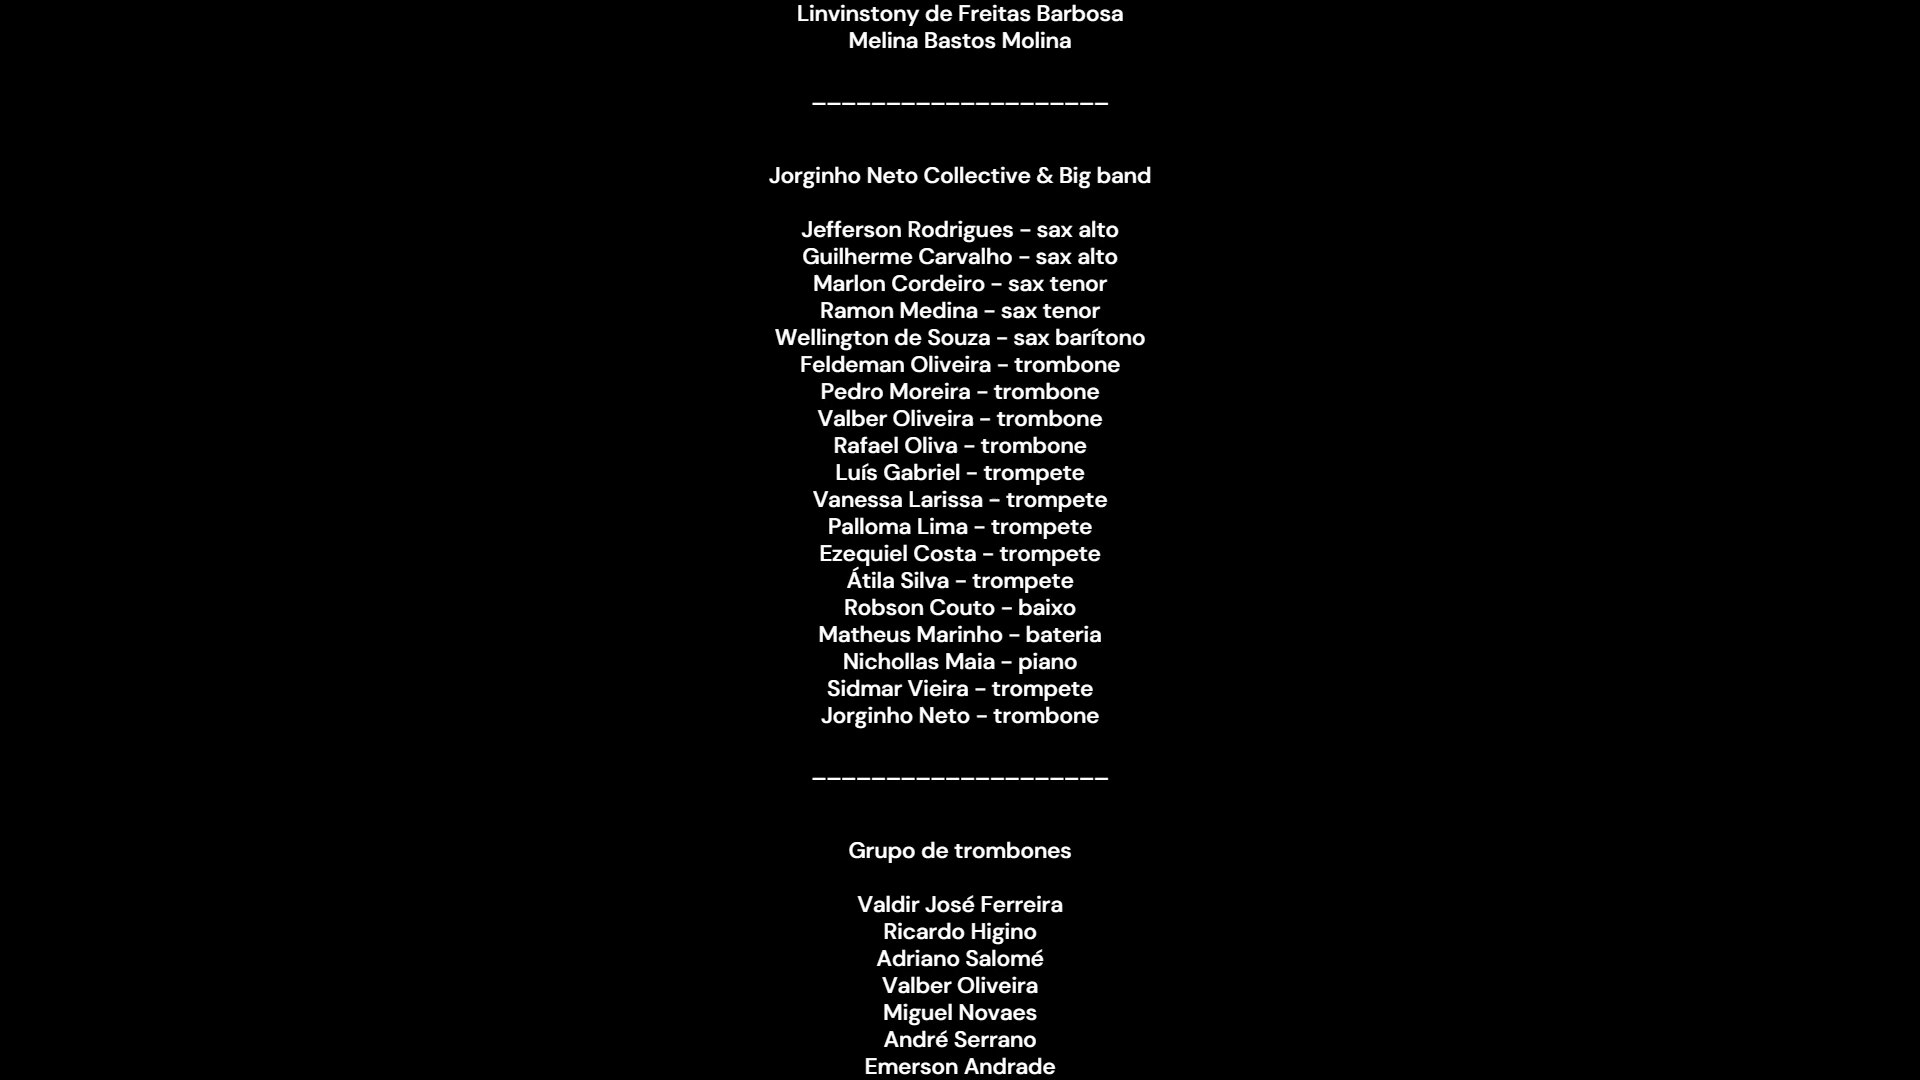 Linvinstony de Freitas Barbosa
Melina Bastos Molina
____________________
Jorginho Neto Collective & Big band
Jefferson Rodrigues - sax alto
Guilherme Carvalho - sax alto
Marlon Cordeiro - sax tenor
Ramon Medina - sax tenor
Wellington de Souza - sax barítono
Feldeman Oliveira - trombone
Pedro Moreira - trombone
Valber Oliveira - trombone
Rafael Oliva - trombone
Luís Gabriel - trompete
Vanessa Larissa - trompete
Palloma Lima - trompete
Ezequiel Costa - trompete
Átila Silva - trompete
Robson Couto - baixo
Matheus Marinho - bateria
Nichollas Maia - piano
Sidmar Vieira - trompete
Jorginho Neto - trombone
____________________
Grupo de trombones
Valdir José Ferreira
Ricardo Higino
Adriano Salomé
Valber Oliveira
Miguel Novaes
André Serrano
Emerson Andrade